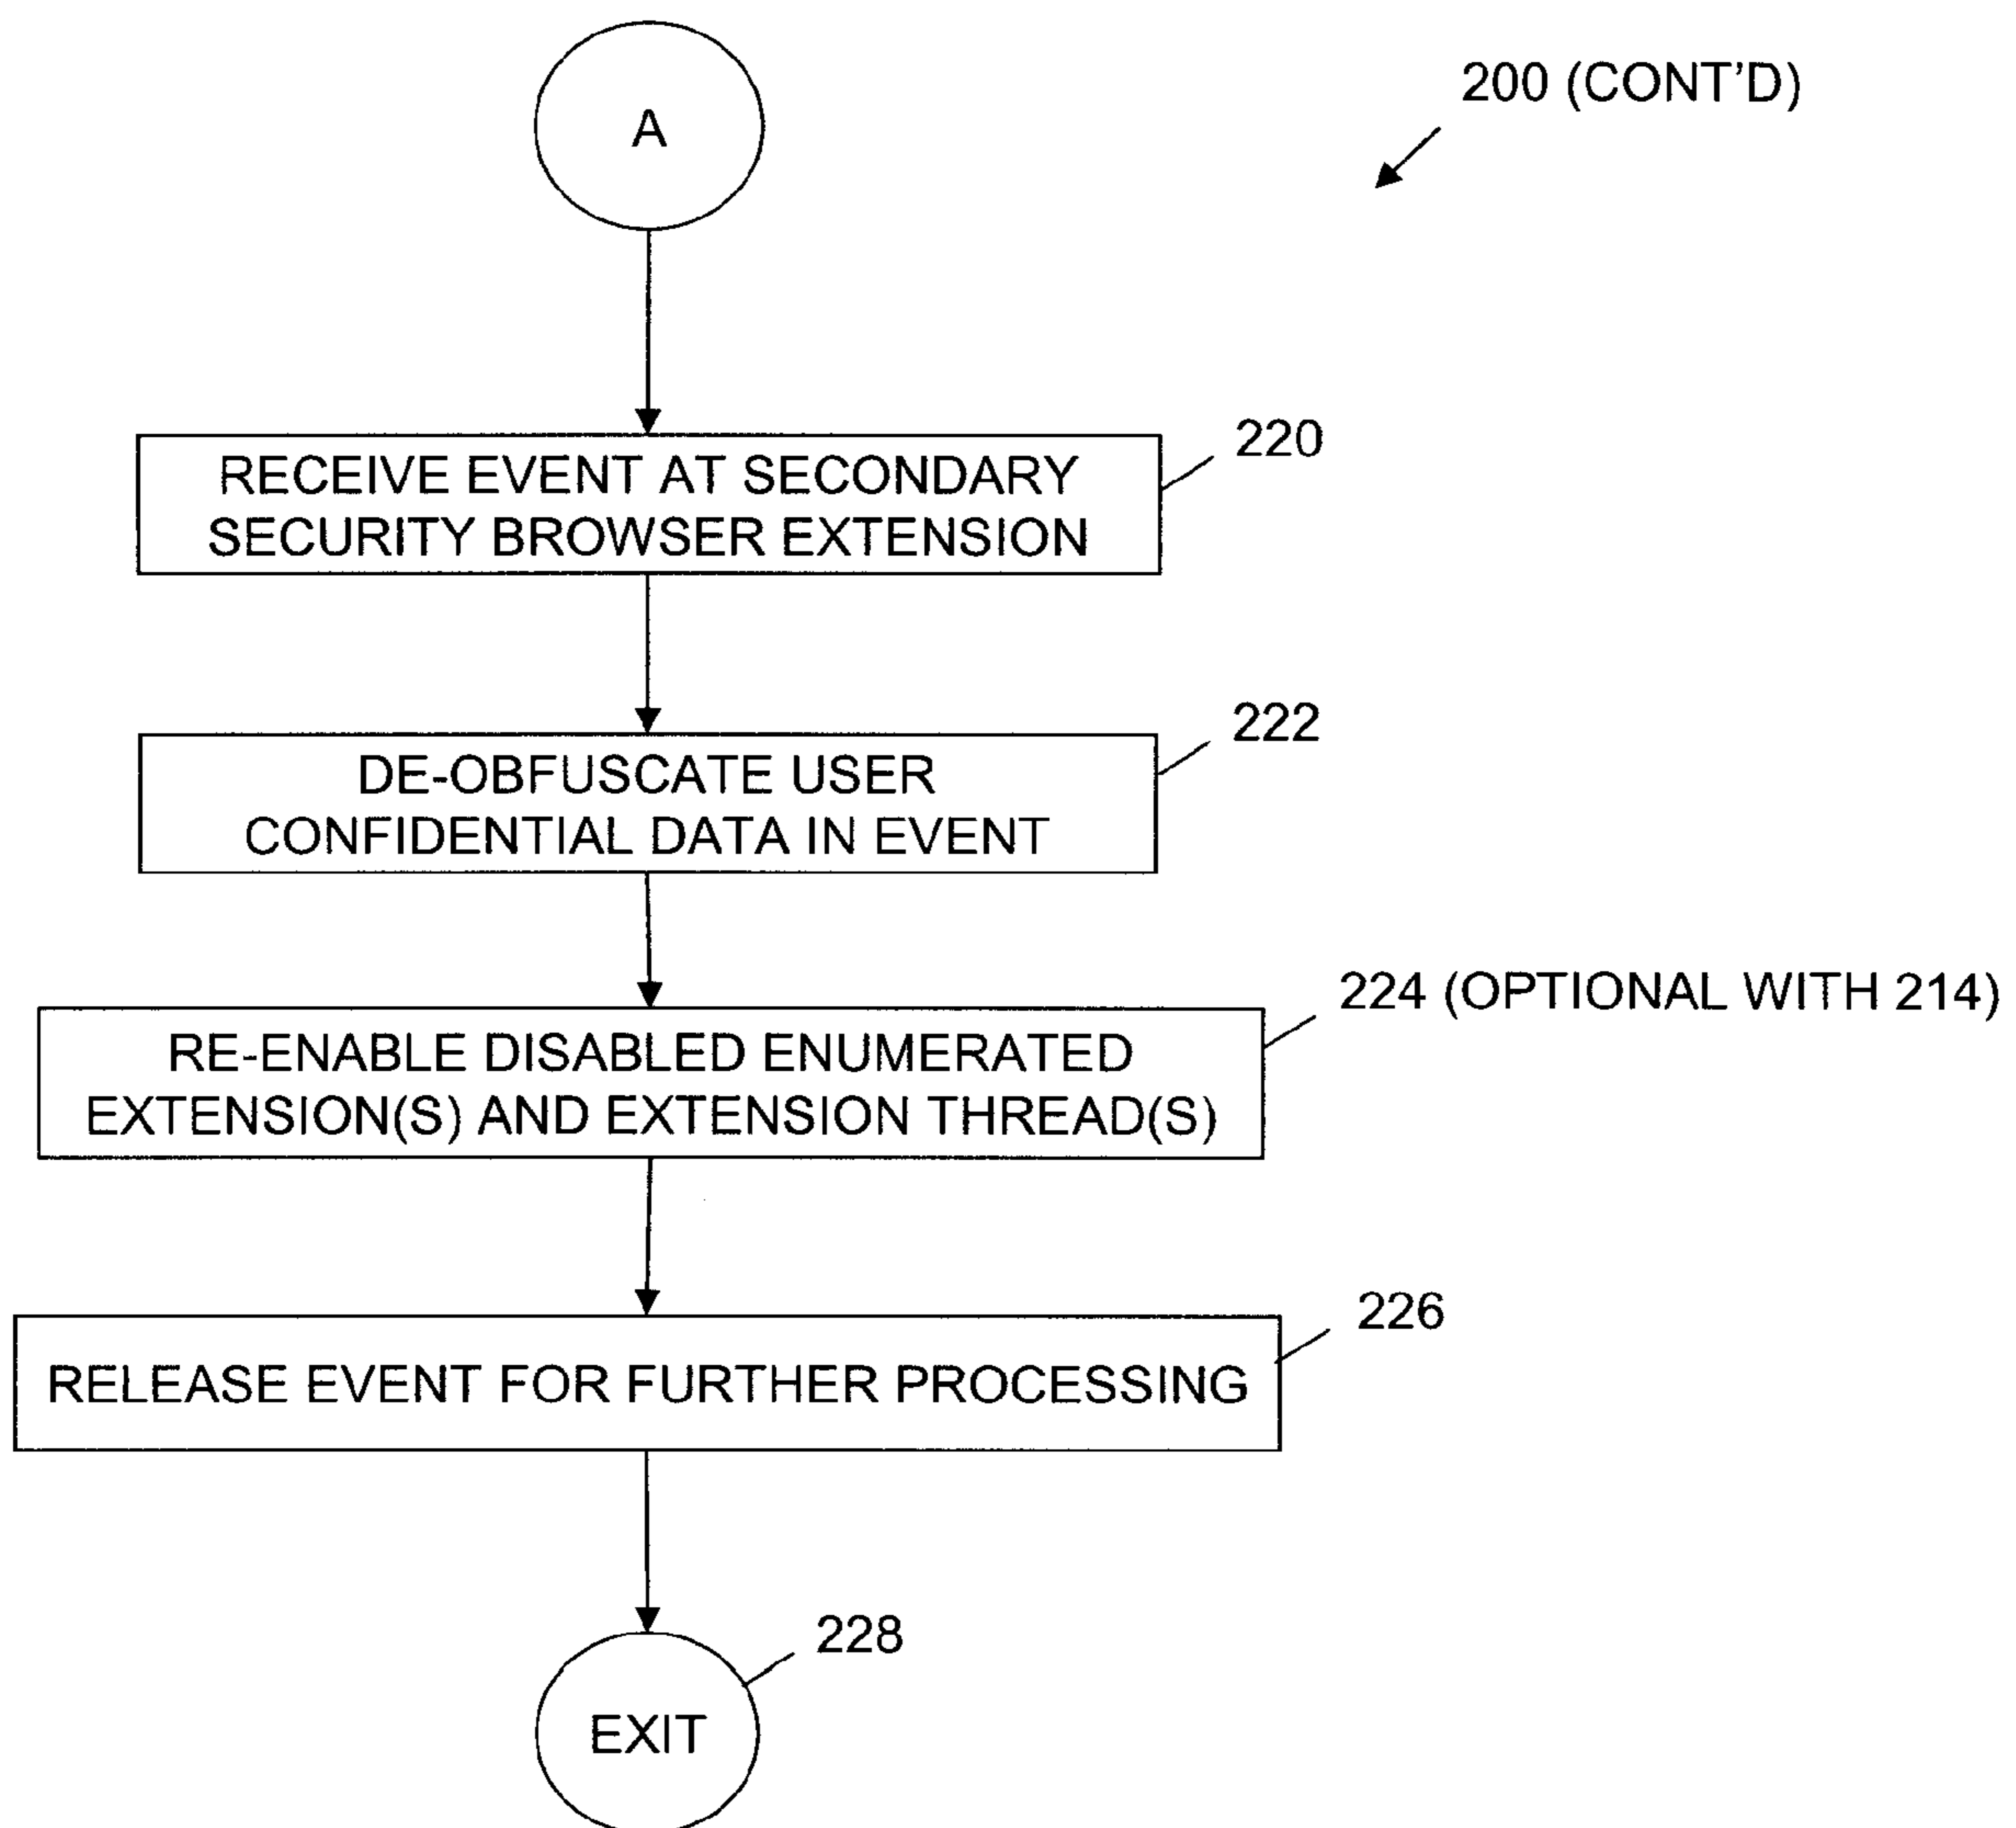 A
200 (CONT'D)
RECEIVE EVENT AT SECONDARY
SECURITY BROWSER EXTENSION
220
DE-OBFUSCATE USER
CONFIDENTIAL DATA IN EVENT
222
RE-ENABLE DISABLED ENUMERATED
EXTENSION(S) AND EXTENSION THREAD(S)
224 (OPTIONAL WITH 214)
RELEASE EVENT FOR FURTHER PROCESSING
226
EXIT
228